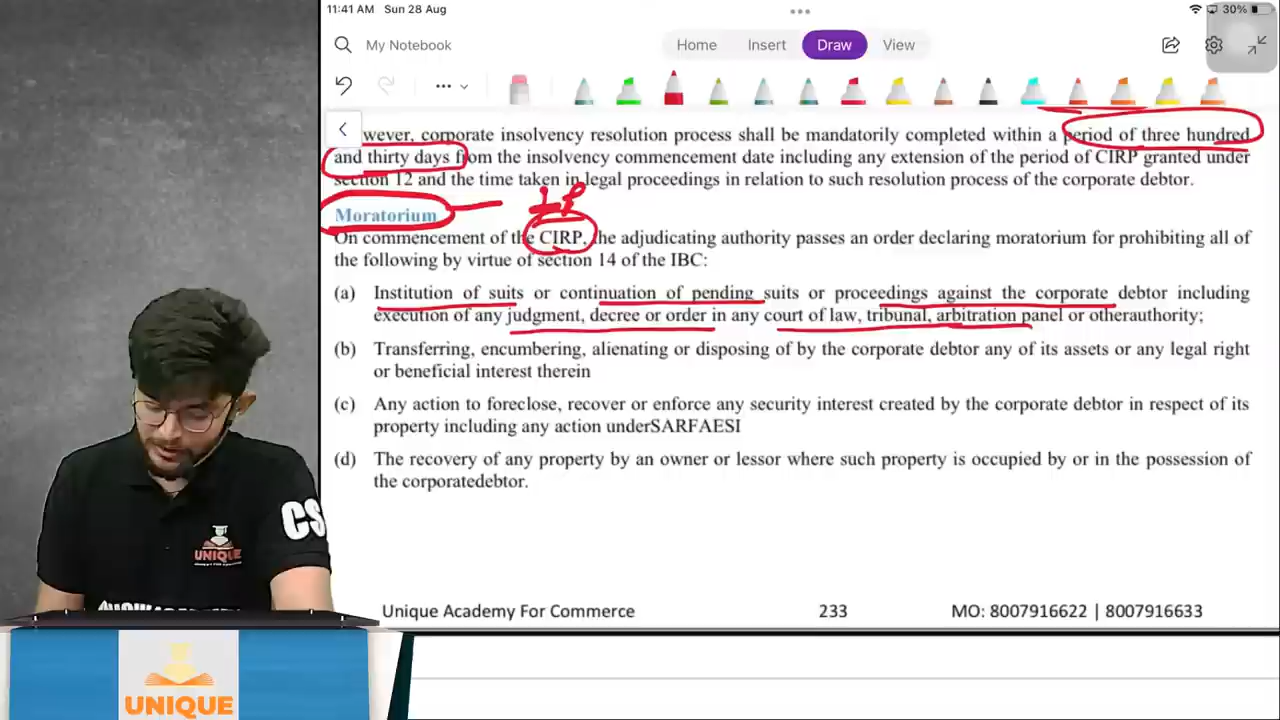 11:41 AM Sun 28 Aug
30%
My Notebook
Home Insert Draw View
wever, corporate insolvency resolution process shall be mandatorily completed within a period of three hundred
and thirty days from the insolvency commencement date including any extension of the period of CIRP granted under
section 12 and the time taken in legal proceedings in relation to such resolution process of the corporate debtor.
Moratorium
On commencement of the CIRP, the adjudicating authority passes an order declaring moratorium for prohibiting all of
the following by virtue of section 14 of the IBC:
(a) Institution of suits or continuation of pending suits or proceedings against the corporate debtor including
execution of any judgment, decree or order in any court of law, tribunal, arbitration panel or otherauthority;
(b) Transferring, encumbering, alienating or disposing of by the corporate debtor any of its assets or any legal right
or beneficial interest therein
(c) Any action to foreclose, recover or enforce any security interest created by the corporate debtor in respect of its
property including any action underSARFAESI
(d) The recovery of any property by an owner or lessor where such property is occupied by or in the possession of
the corporatedebtor.
Unique Academy For Commerce 233 MO: 8007916622 | 8007916633
CS
UNIQUE
UNIQUE